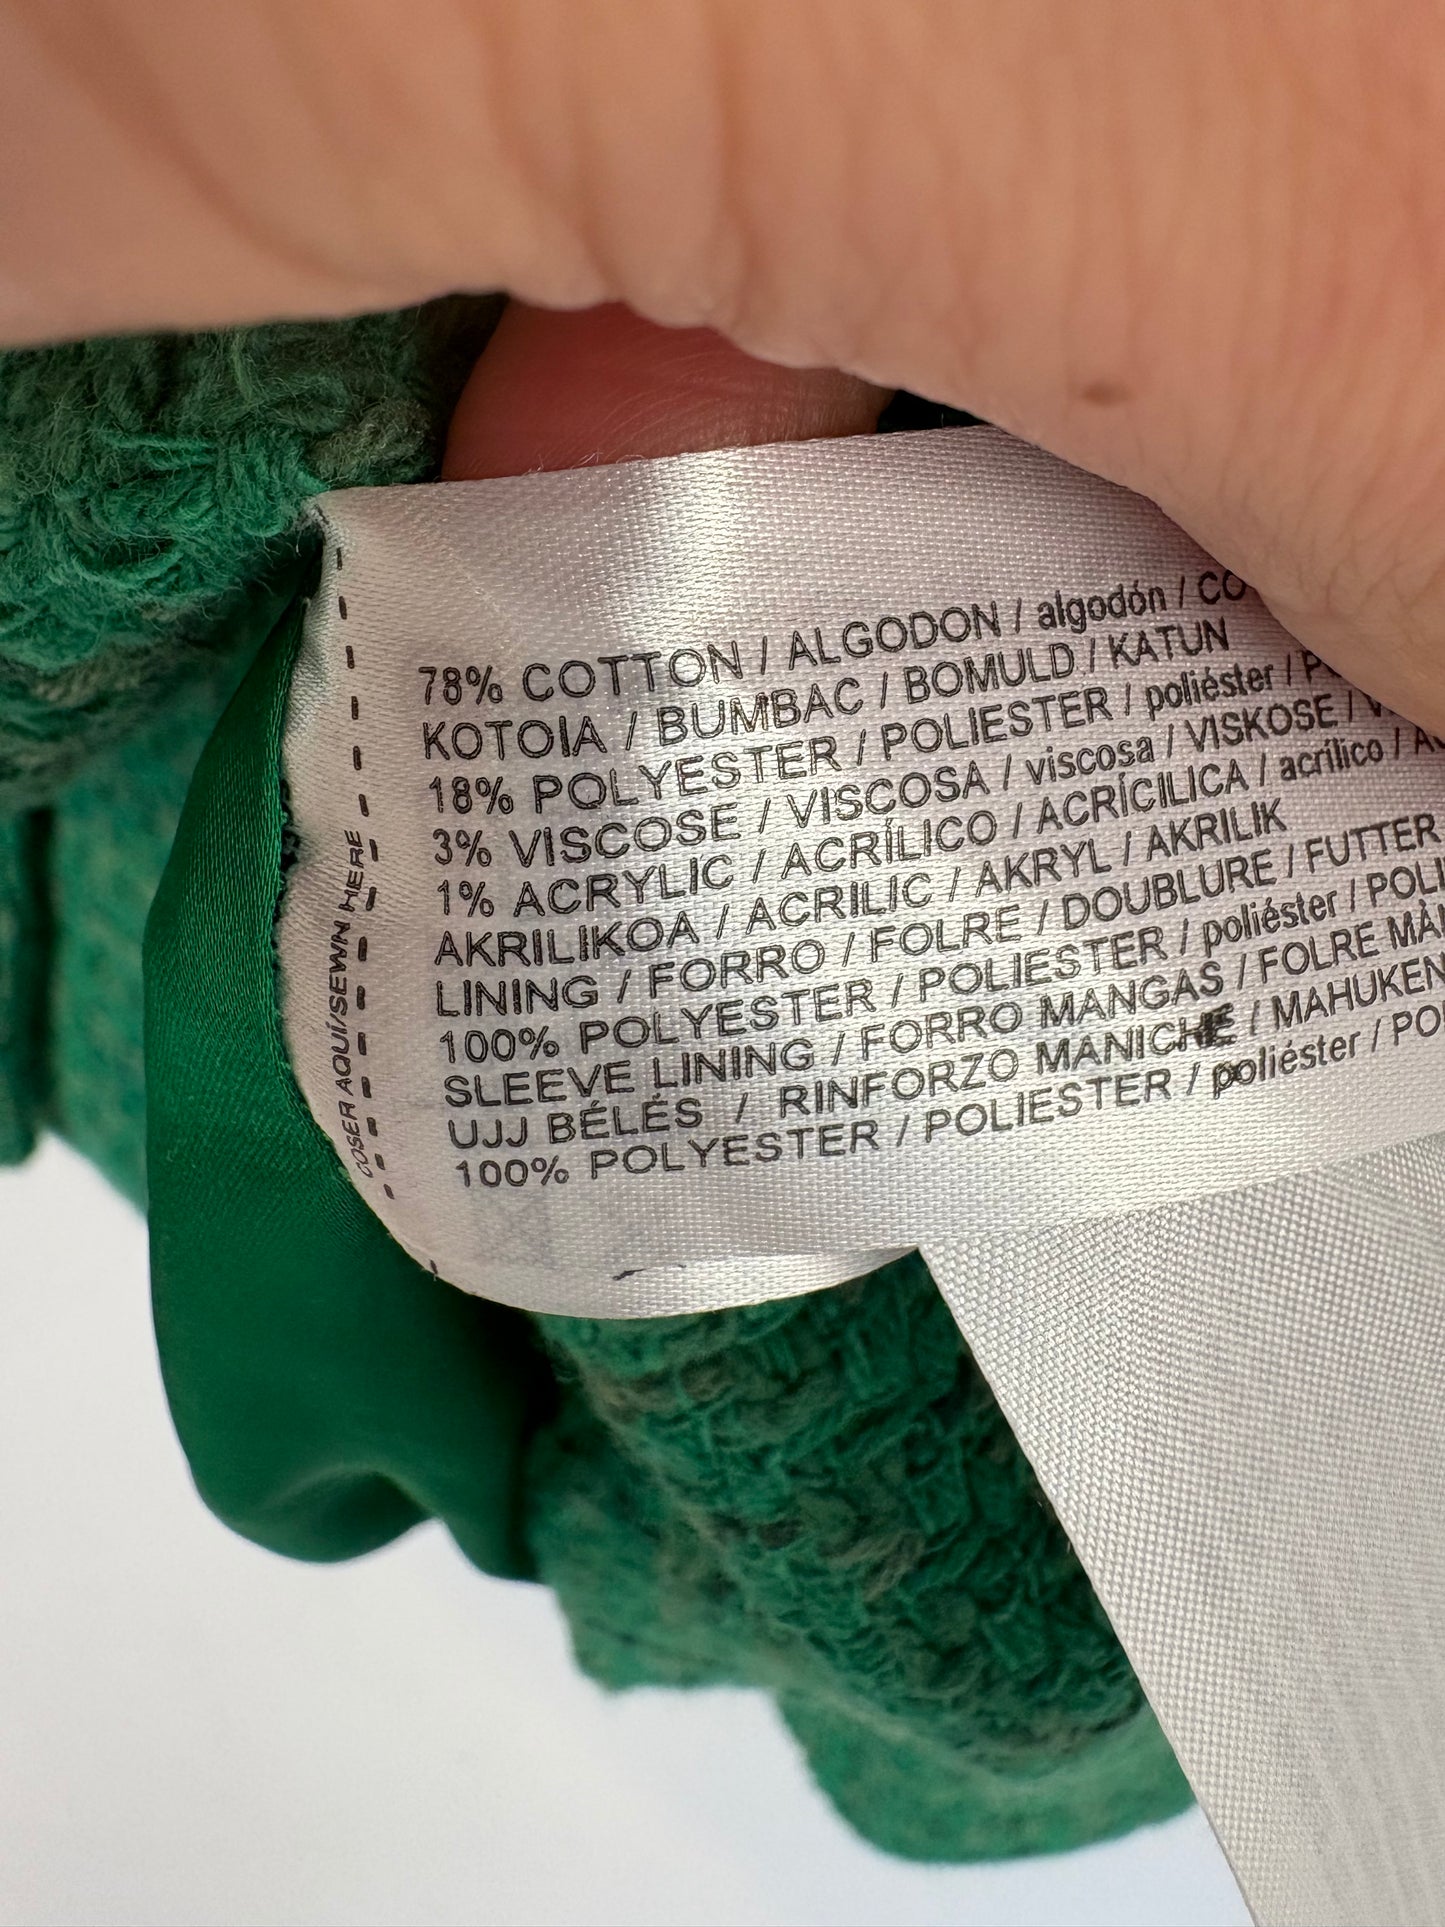 78% COTTON / ALGODON / algodón / CO
KOTOIA / BUMBAC / BOMULD / KATUN
18% POLYESTER / POLIESTER / poliéster / P
3% VISCOSE / VISCOSA / viscosa / VISKOSE /
1% ACRYLIC / ACRÍLICO / ACRÍCILICA / acrílico /
AKRILIKOA / ACRILIC / AKRYL / AKRILIK
LINING / FORRO / FOLRE / DOUBLURE / FUTTER
100% POLYESTER / POLIESTER / poliéster / POLI
SLEEVE LINING / FORRO MANGAS / FOLRE MÀN
UJJ BÉLÉS / RINFORZO MANICHE / MAHUKEN
100% POLYESTER / POLIESTER / poliéster / PO
COSER AQUÍ/SEWN HERE